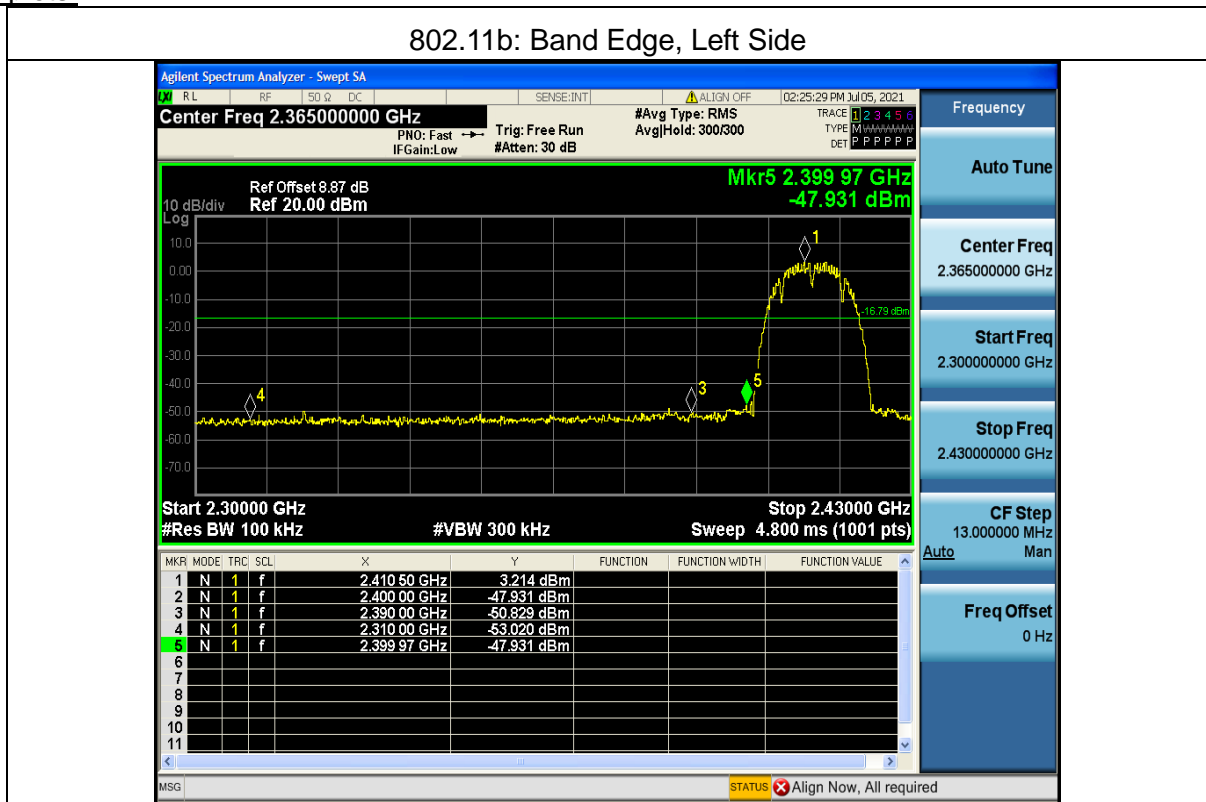 802.11b: Band Edge, Left Side
Agilent Spectrum Analyzer - Swept SA
LXI RL RF 50 Ω DC SENSE:INT ALIGN OFF 02:25:29 PM Jul 05, 2021
Center Freq 2.365000000 GHz
PNO: Fast
IFGain:Low
Trig: Free Run
#Atten: 30 dB
#Avg Type: RMS
Avg|Hold: 300/300
TRACE 1 2 3 4 5 6
TYPE M W W W W W
DET P P P P P P
Frequency
Auto Tune
Center Freq
2.365000000 GHz
Start Freq
2.300000000 GHz
Stop Freq
2.430000000 GHz
CF Step
13.000000 MHz
Auto Man
Freq Offset
0 Hz
Mkr5 2.399 97 GHz
-47.931 dBm
Ref Offset 8.87 dB
10 dB/div Ref 20.00 dBm
Log
10.0
0.00
-10.0
-20.0
-30.0
-40.0
-50.0
-60.0
-70.0
1
-16.79 dBm
4
3
5
Start 2.30000 GHz Stop 2.43000 GHz
#Res BW 100 kHz #VBW 300 kHz Sweep 4.800 ms (1001 pts)
MKR MODE TRC SCL X Y FUNCTION FUNCTION WIDTH FUNCTION VALUE
1 N 1 f 2.410 50 GHz 3.214 dBm
2 N 1 f 2.400 00 GHz -47.931 dBm
3 N 1 f 2.390 00 GHz -50.829 dBm
4 N 1 f 2.310 00 GHz -53.020 dBm
5 N 1 f 2.399 97 GHz -47.931 dBm
6
7
8
9
10
11
MSG STATUS Align Now, All required